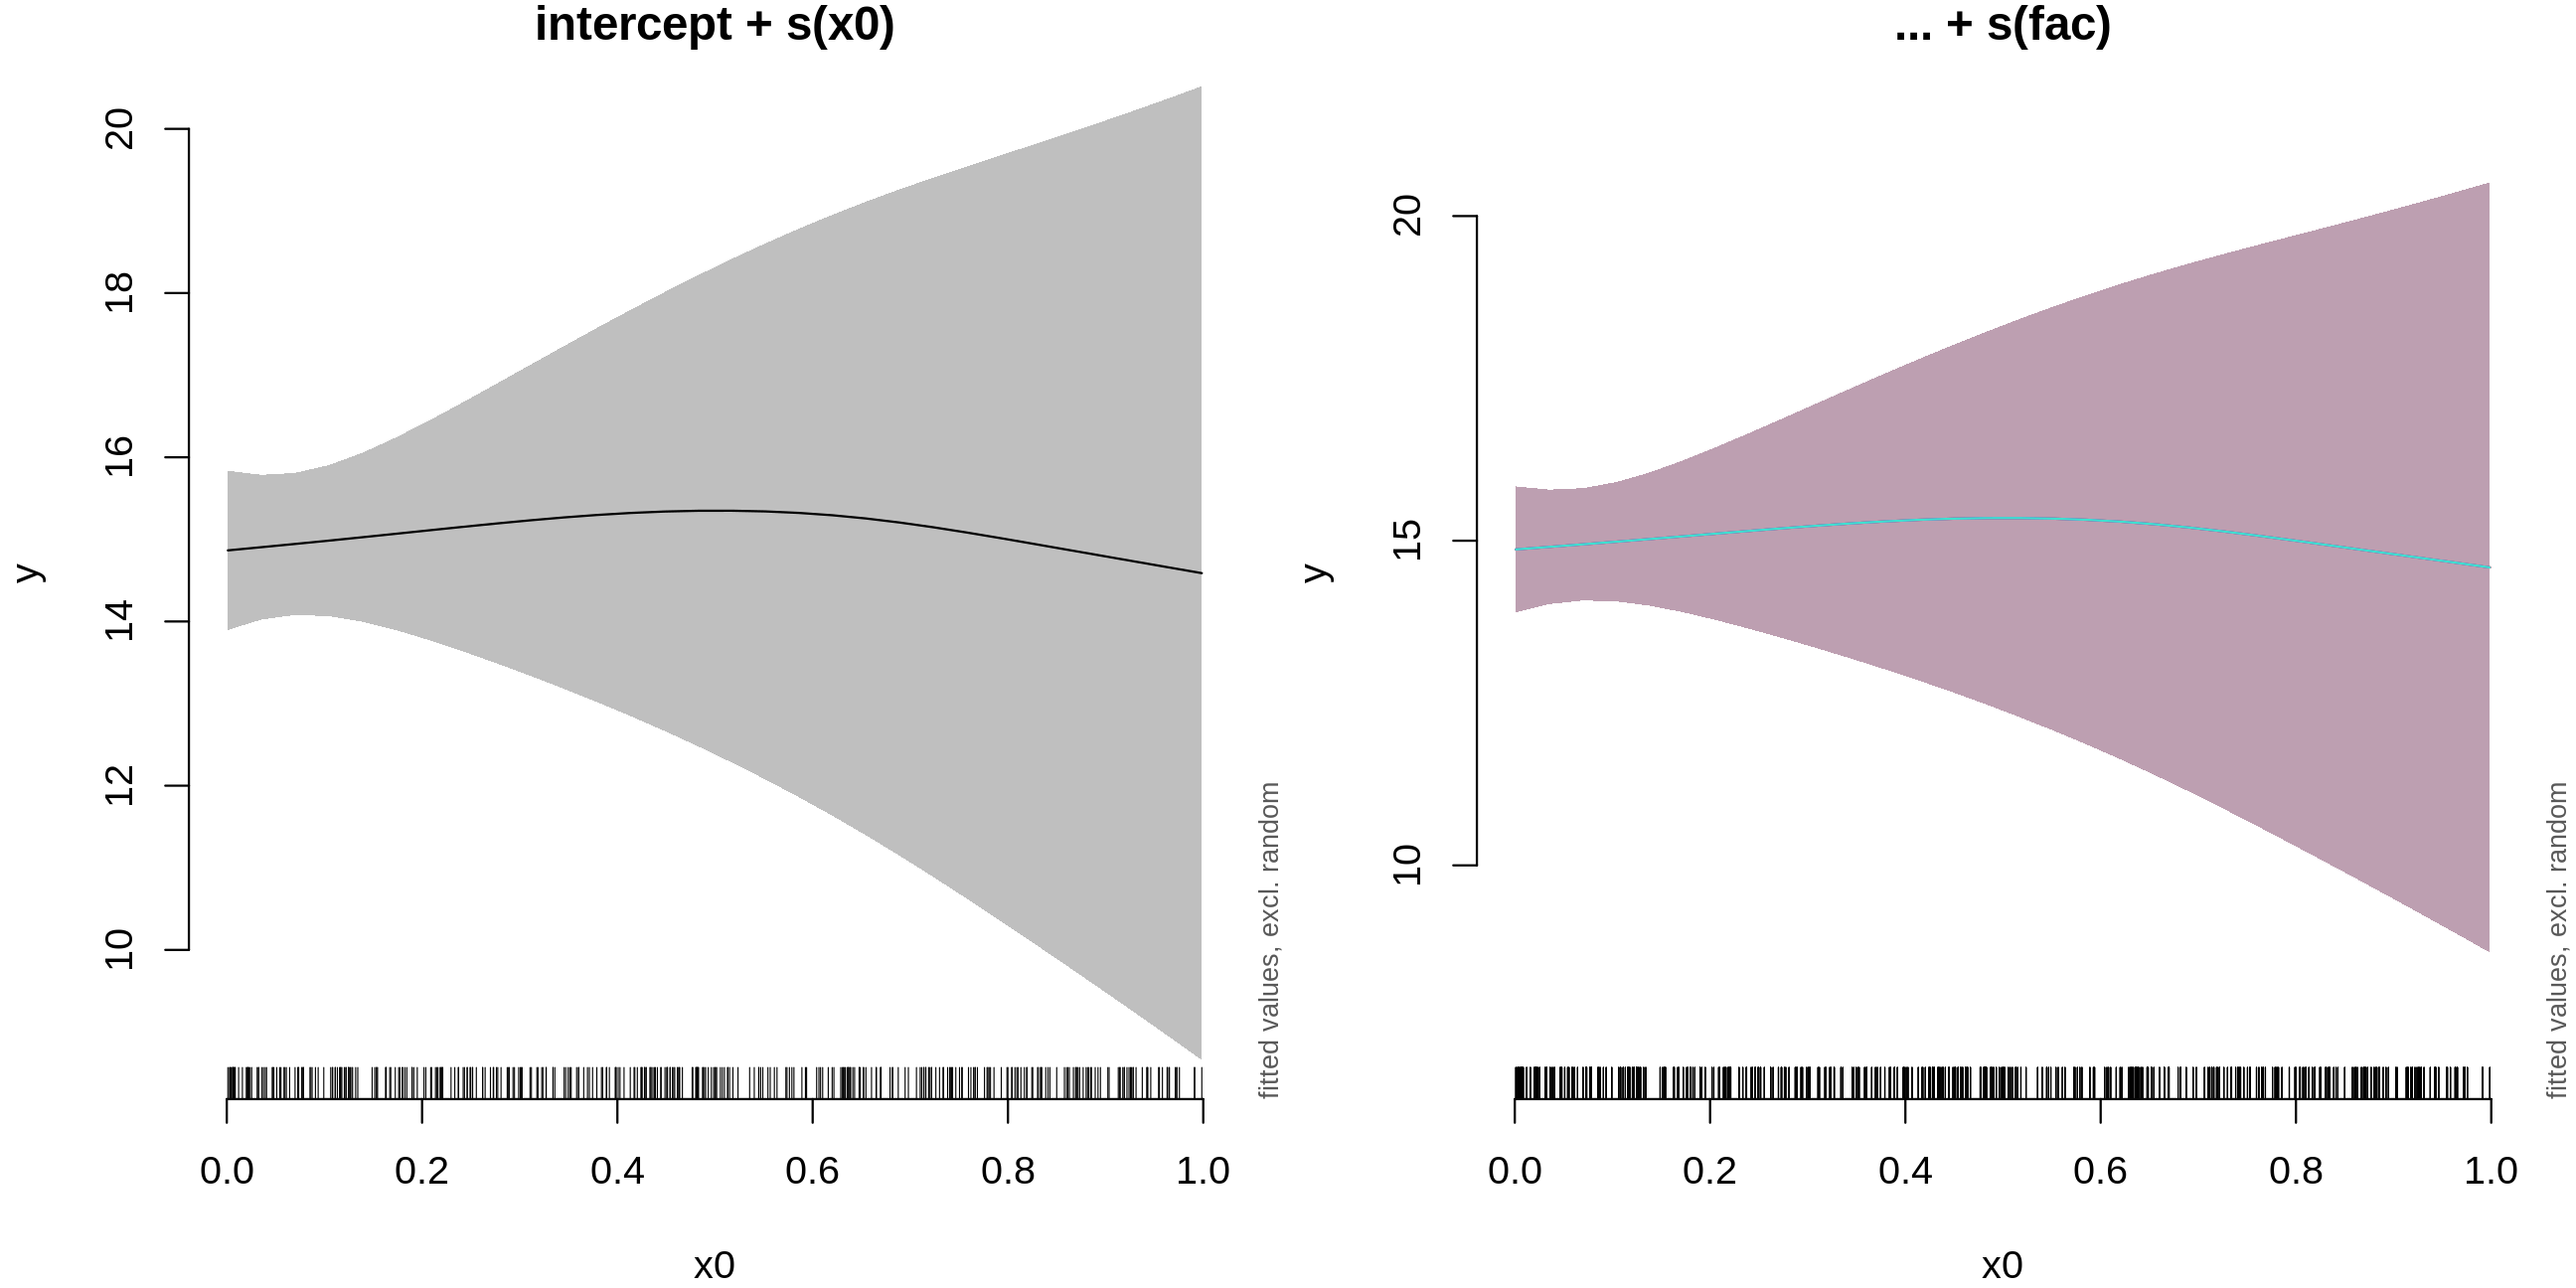 intercept + s(x0)
20
18
16
14
12
10
y
0.0 0.2 0.4 0.6 0.8 1.0
x0
fitted values, excl. random
... + s(fac)
20
15
10
y
0.0 0.2 0.4 0.6 0.8 1.0
x0
fitted values, excl. random